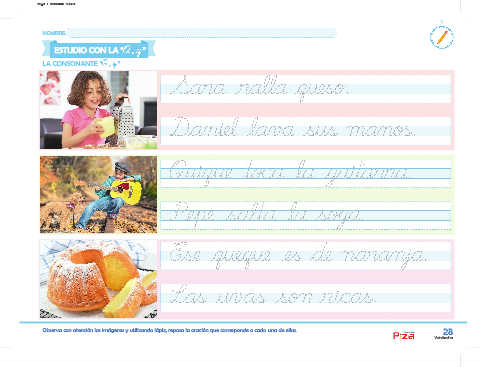 NOMBRE:
ESTUDIO CON LA "Q , q"
LA CONSONANTE "Q , q"
Sara ralla queso.
Daniel lava sus manos.
Quique toca la guitarra.
Pepe salta la soga.
Ese queque es de naranja.
Las uvas son ricas.
Observa con atención las imágenes y utilizando lápiz, repasa la oración que corresponde a cada una de ellas.
Pizá
28